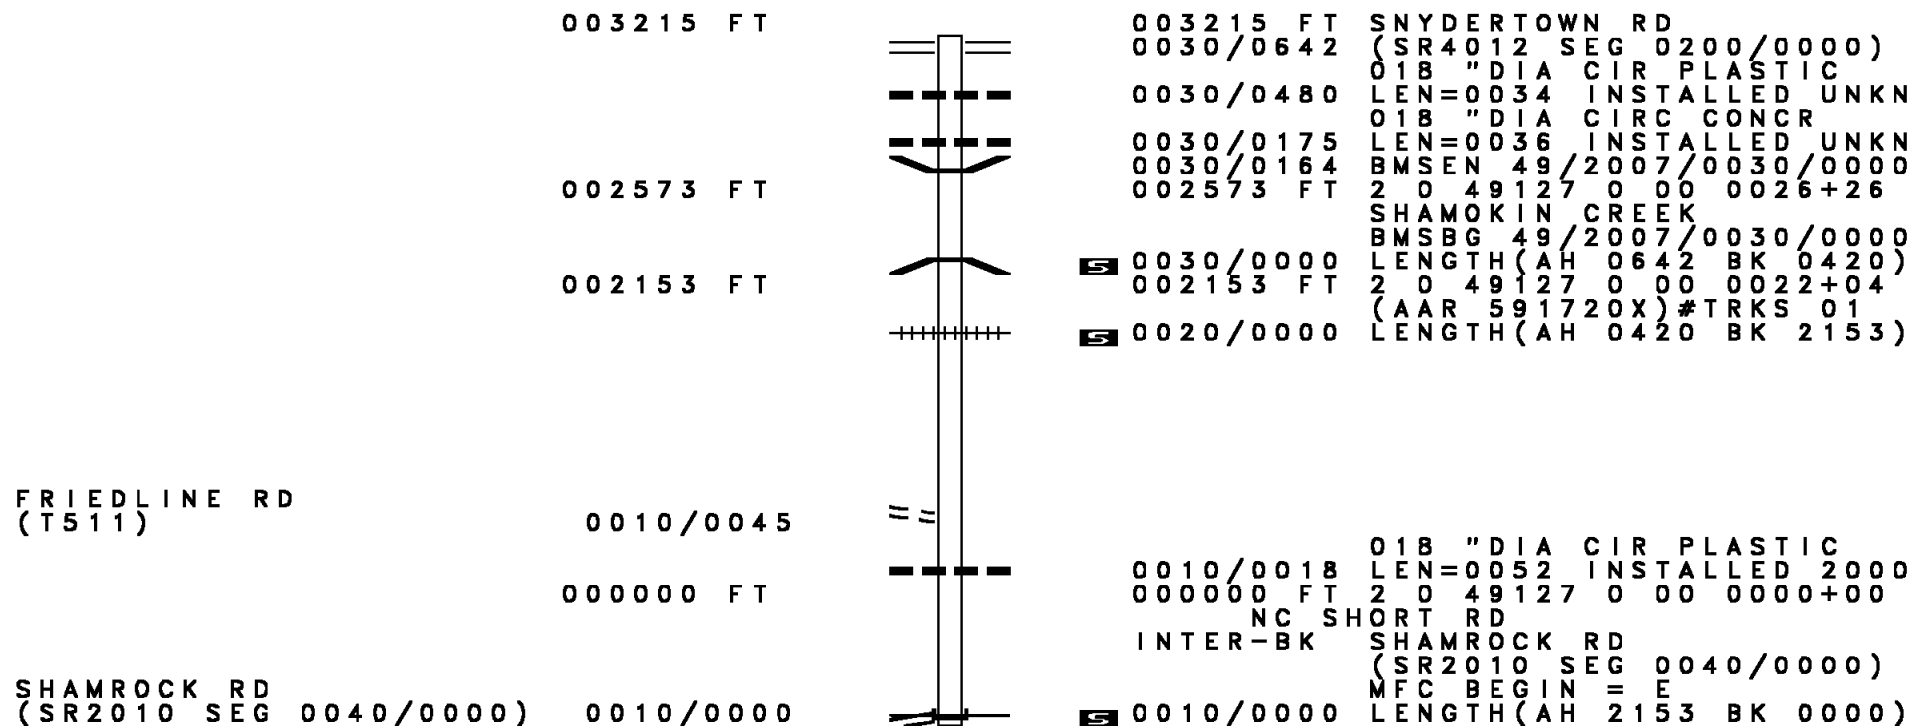 003215 FT 003215 FT SNYDERTOWN RD
0030/0642 (SR4012 SEG 0200/0000)
018 "DIA CIR PLASTIC
0030/0480 LEN=0034 INSTALLED UNKN
018 "DIA CIRC CONCR
0030/0175 LEN=0036 INSTALLED UNKN
0030/0164 BMSEN 49/2007/0030/0000
002573 FT 002573 FT 2 0 49127 0 00 0026+26
SHAMOKIN CREEK
BMSBG 49/2007/0030/0000
S 0030/0000 LENGTH(AH 0642 BK 0420)
002153 FT 002153 FT 2 0 49127 0 00 0022+04
(AAR 591720X)#TRKS 01
S 0020/0000 LENGTH(AH 0420 BK 2153)
FRIEDLINE RD
(T511) 0010/0045
018 "DIA CIR PLASTIC
0010/0018 LEN=0052 INSTALLED 2000
000000 FT 000000 FT 2 0 49127 0 00 0000+00
NC SHORT RD
INTER-BK SHAMROCK RD
(SR2010 SEG 0040/0000)
SHAMROCK RD MFC BEGIN = E
(SR2010 SEG 0040/0000) 0010/0000 S 0010/0000 LENGTH(AH 2153 BK 0000)